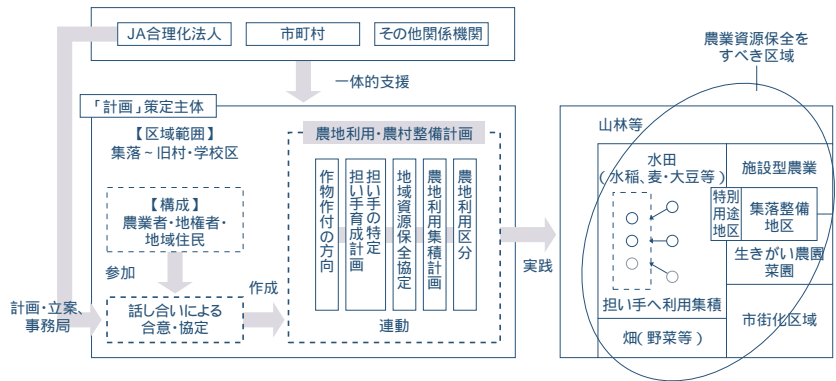 JA合理化法人
市町村
その他関係機関
一体的支援
「計画」策定主体
【区域範囲】
集落~旧村・学校区
【構成】
農業者・地権者・
地域住民
参加
計画・立案、
事務局
話し合いによる
合意・協定
作成
農地利用・農村整備計画
作物作付の方向
担い手の特定
担い手育成計画
地域資源保全協定
農地利用集積計画
農地利用区分
連動
実践
農業資源保全を
すべき区域
山林等
水田
(水稲、麦・大豆等)
担い手へ利用集積
畑(野菜等)
施設型農業
特別
用途
地区
集落整備
地区
生きがい農園
菜園
市街化区域